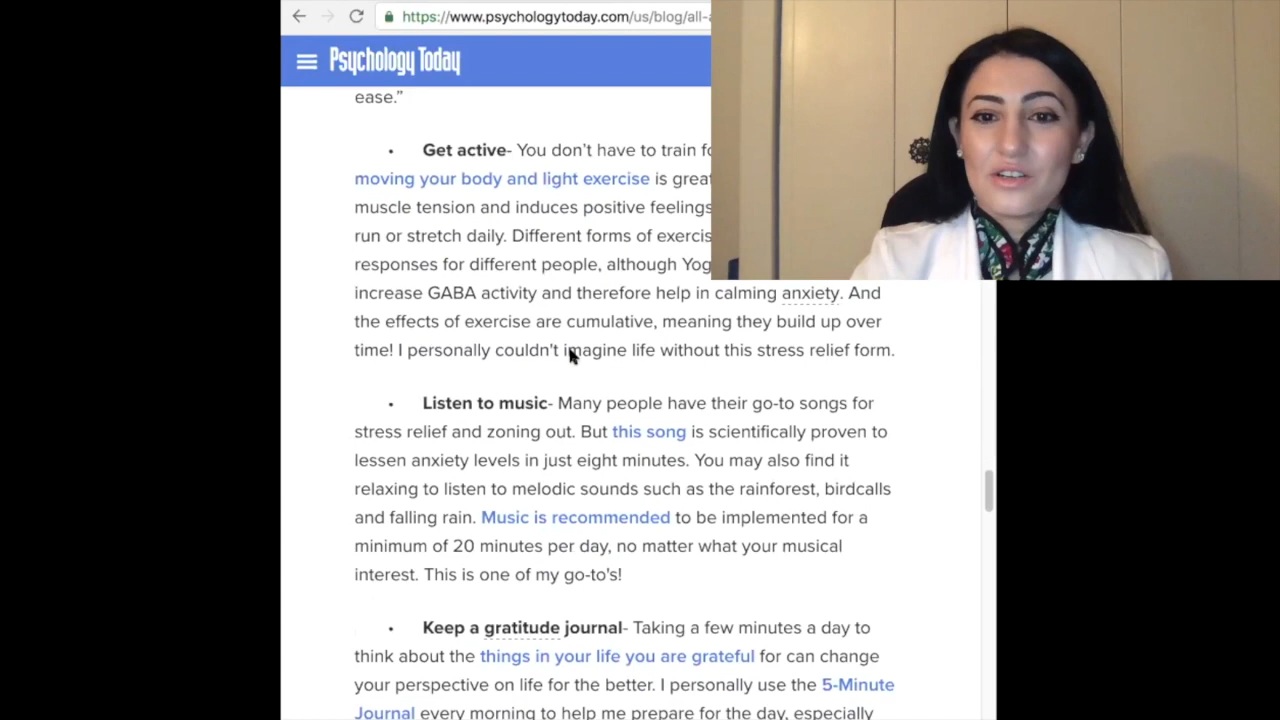 https://www.psychologytoday.com/us/blog/all-
Psychology Today
ease.”
• Get active- You don’t have to train
moving your body and light exercise is
muscle tension and induces positive feelings
run or stretch daily. Different forms of
responses for different people, although
increase GABA activity and therefore help in calming anxiety. And
the effects of exercise are cumulative, meaning they build up over
time! I personally couldn't imagine life without this stress relief form.
• Listen to music- Many people have their go-to songs for
stress relief and zoning out. But this song is scientifically proven to
lessen anxiety levels in just eight minutes. You may also find it
relaxing to listen to melodic sounds such as the rainforest, birdcalls
and falling rain. Music is recommended to be implemented for a
minimum of 20 minutes per day, no matter what your musical
interest. This is one of my go-to's!
• Keep a gratitude journal- Taking a few minutes a day to
think about the things in your life you are grateful for can change
your perspective on life for the better. I personally use the 5-Minute
Journal every morning to help me prepare for the day, especially